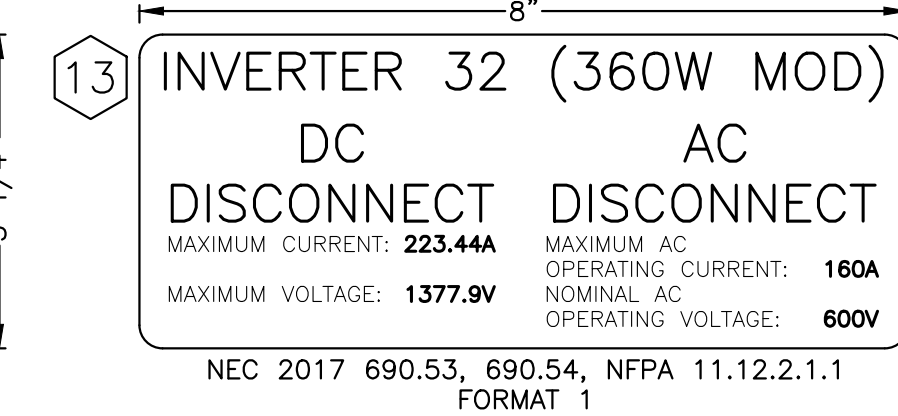 8”
13
INVERTER 32 (360W MOD)
DC
DISCONNECT
MAXIMUM CURRENT: 223.44A
MAXIMUM VOLTAGE: 1377.9V
AC
DISCONNECT
MAXIMUM AC
OPERATING CURRENT: 160A
NOMINAL AC
OPERATING VOLTAGE: 600V
NEC 2017 690.53, 690.54, NFPA 11.12.2.1.1
FORMAT 1